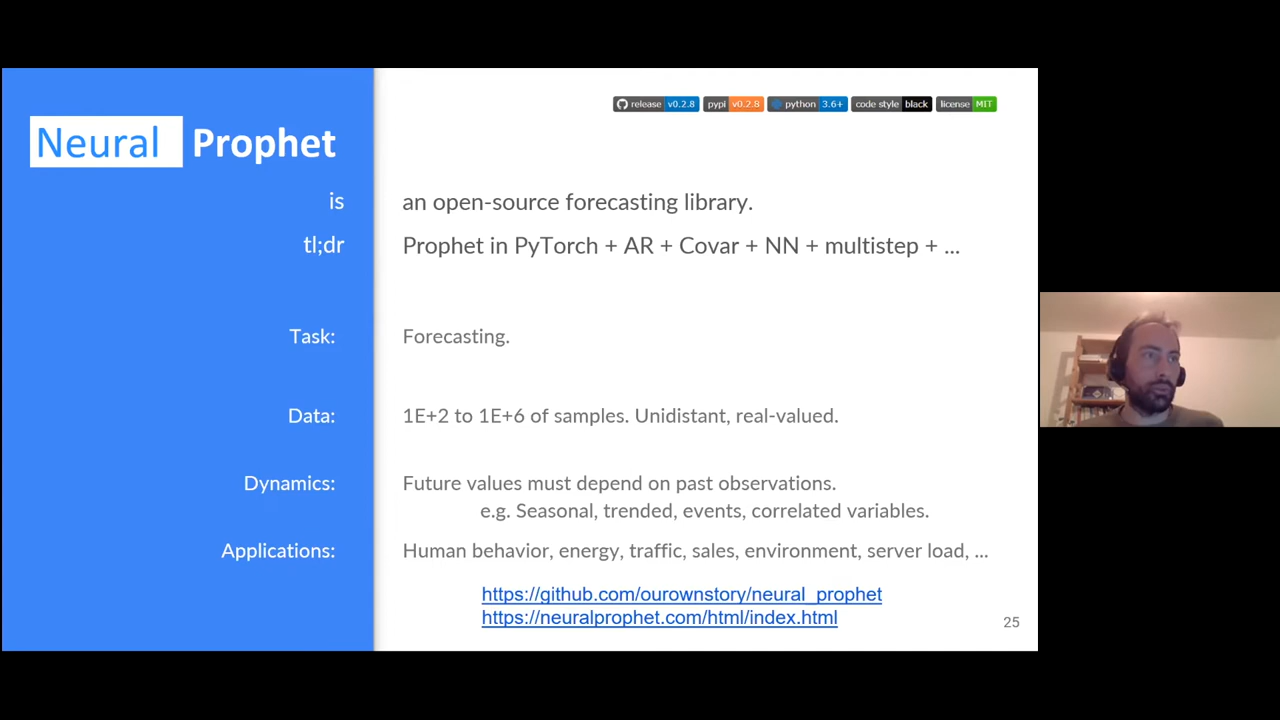 release v0.2.8 pypi v0.2.8 python 3.6+ code style black license MIT
Neural Prophet
is an open-source forecasting library.
tl;dr Prophet in PyTorch + AR + Covar + NN + multistep + ...
Task: Forecasting.
Data: 1E+2 to 1E+6 of samples. Unidistant, real-valued.
Dynamics: Future values must depend on past observations.
e.g. Seasonal, trended, events, correlated variables.
Applications: Human behavior, energy, traffic, sales, environment, server load, ...
https://github.com/ourownstory/neural_prophet
https://neuralprophet.com/html/index.html
25